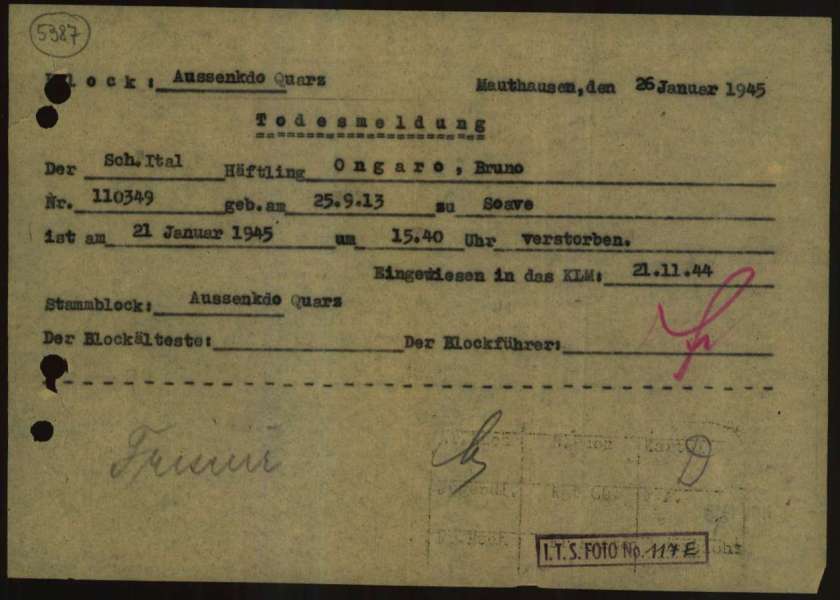 5387
Block: Aussenkdo Quarz Mauthausen, den 26 Januar 1945
Todesmeldung
Der Sch.Ital Häftling Ongaro, Bruno
Nr. 110349 geb.am 25.9.13 zu Soave
ist am 21 Januar 1945 um 15.40 Uhr verstorben.
Eingewiesen in das KLM: 21.11.44
Stammblock: Aussenkdo Quarz
Der Blockälteste: Der Blockführer:
D
I.T.S. FOTO No. 117 E